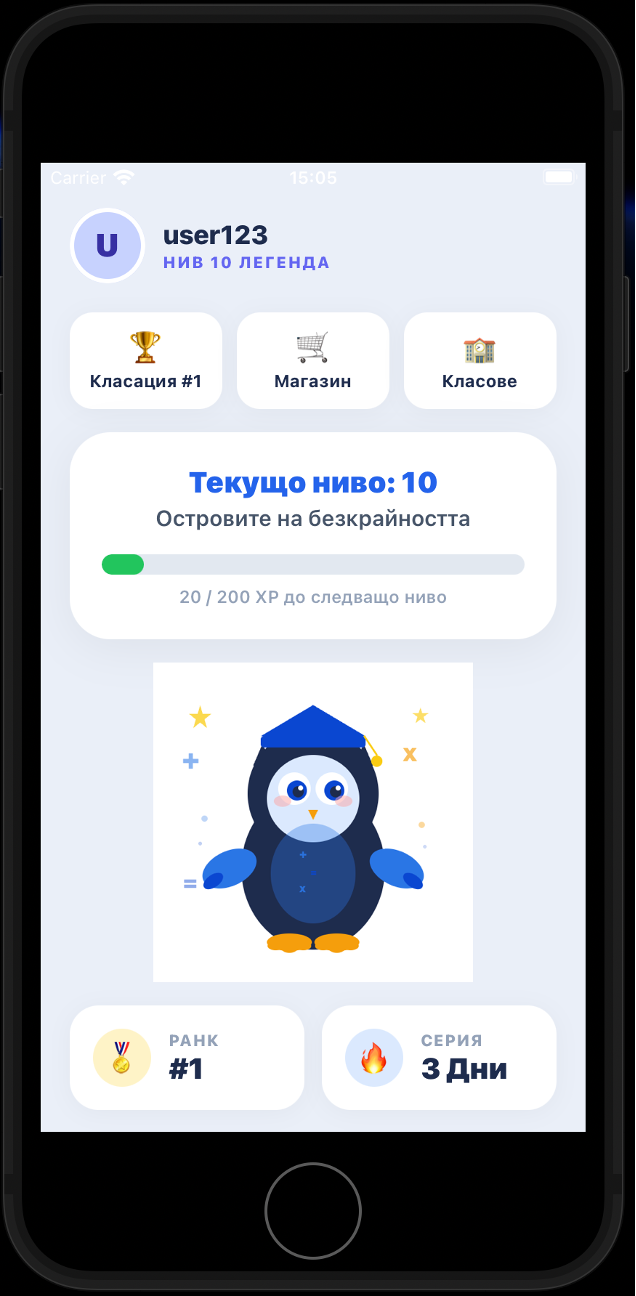 Carrier 15:05
U
user123
НИВ 10 ЛЕГЕНДА
Класация #1
Магазин
Класове
Текущо ниво: 10
Островите на безкрайността
20 / 200 XP до следващо ниво
+
x
=
+
x
РАНК
#1
СЕРИЯ
3 Дни